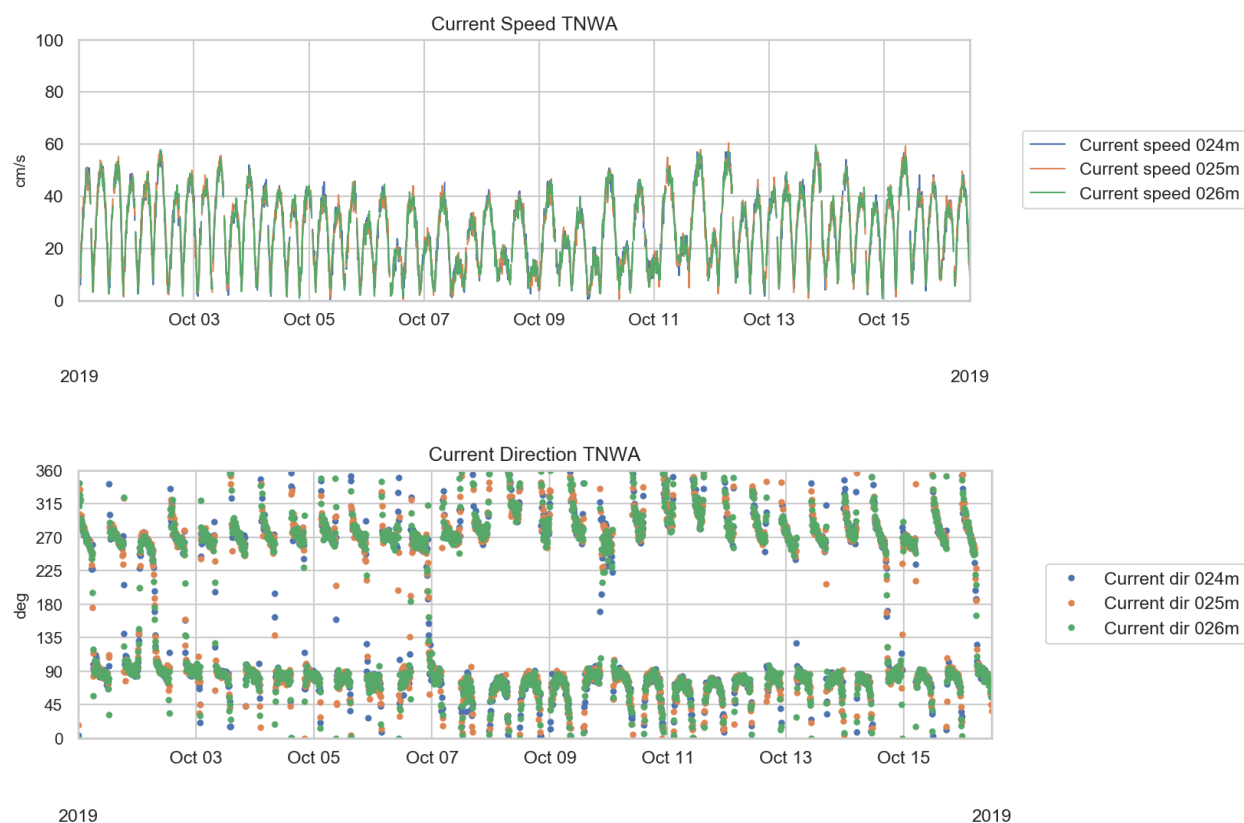 Current Speed TNWA
100
80
60
40
20
0
cm/s
Oct 03 Oct 05 Oct 07 Oct 09 Oct 11 Oct 13 Oct 15
2019 2019
Current speed 024m
Current speed 025m
Current speed 026m
Current Direction TNWA
360
315
270
225
180
135
90
45
0
deg
Oct 03 Oct 05 Oct 07 Oct 09 Oct 11 Oct 13 Oct 15
2019 2019
Current dir 024m
Current dir 025m
Current dir 026m